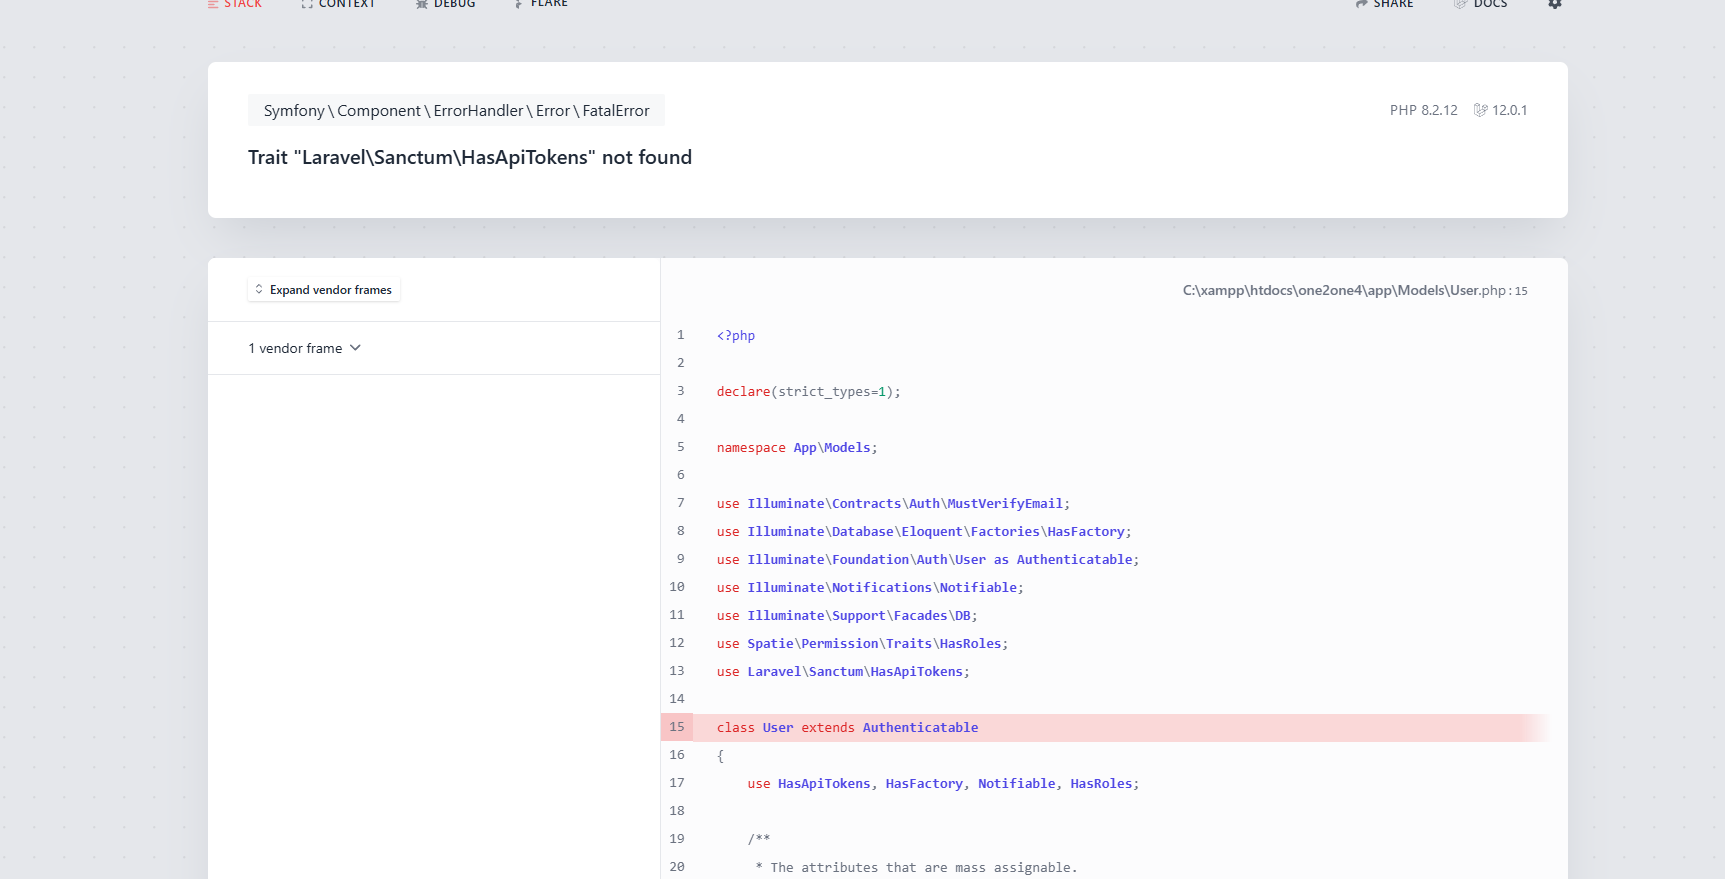 STACK CONTEXT DEBUG FLARE SHARE DOCS
Symfony\Component\ErrorHandler\Error\FatalError
PHP 8.2.12 12.0.1
Trait "Laravel\Sanctum\HasApiTokens" not found
Expand vendor frames
1 vendor frame
C:\xampp\htdocs\one2one4\app\Models\User.php:15
1 <?php
2
3 declare(strict_types=1);
4
5 namespace App\Models;
6
7 use Illuminate\Contracts\Auth\MustVerifyEmail;
8 use Illuminate\Database\Eloquent\Factories\HasFactory;
9 use Illuminate\Foundation\Auth\User as Authenticatable;
10 use Illuminate\Notifications\Notifiable;
11 use Illuminate\Support\Facades\DB;
12 use Spatie\Permission\Traits\HasRoles;
13 use Laravel\Sanctum\HasApiTokens;
14
15 class User extends Authenticatable
16 {
17 use HasApiTokens, HasFactory, Notifiable, HasRoles;
18
19 /**
20 * The attributes that are mass assignable.